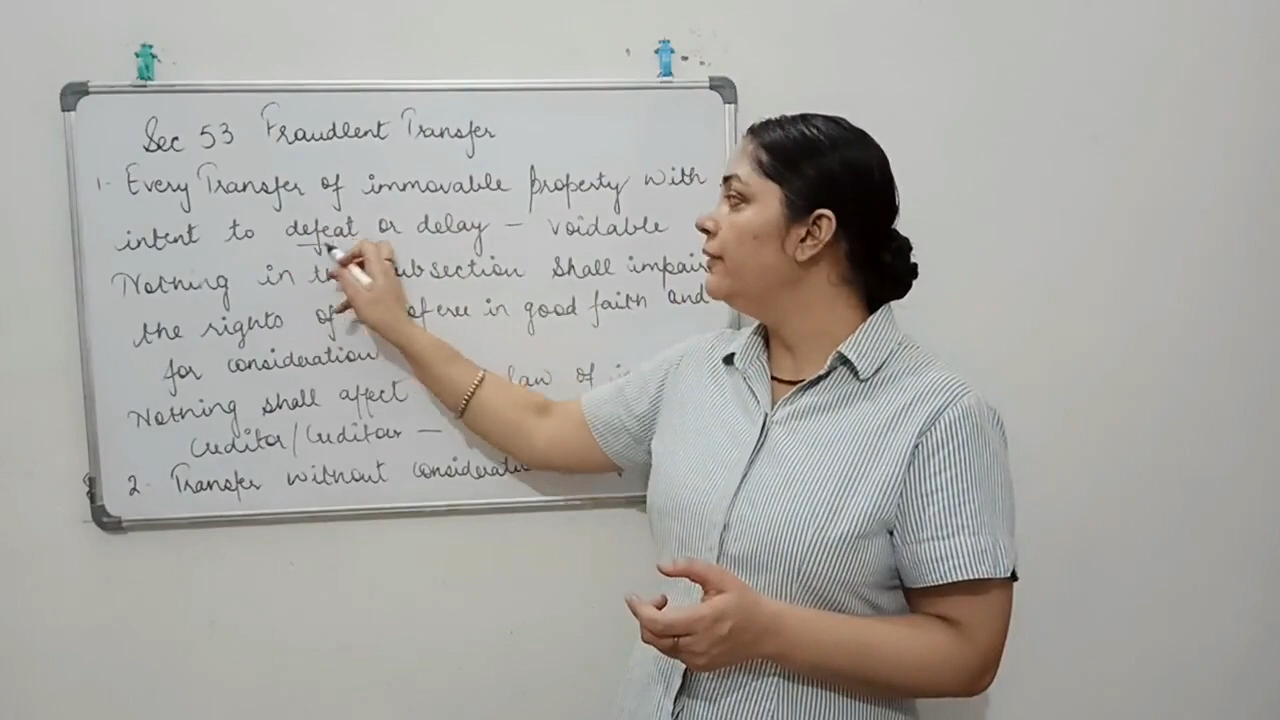 Sec 53 Fraudlent Transfer
1- Every Transfer of immovable property with
intent to defeat or delay - voidable
Nothing in subsection shall impair
the rights of in good faith and
for consideration
Nothing shall affect law of
Creditor/Creditor -
2. Transfer without